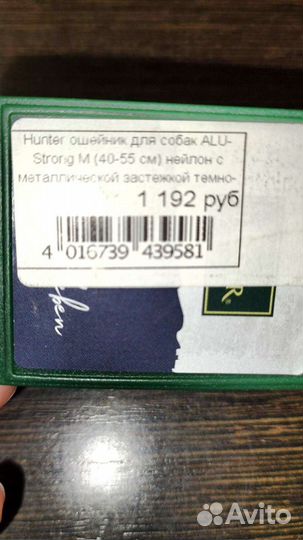 Hunter ошейник для собак ALU-
Strong M (40-55 см) нейлон с
металлической застежкой темно-
1 192 руб
4 016739 439581
R.
Avito